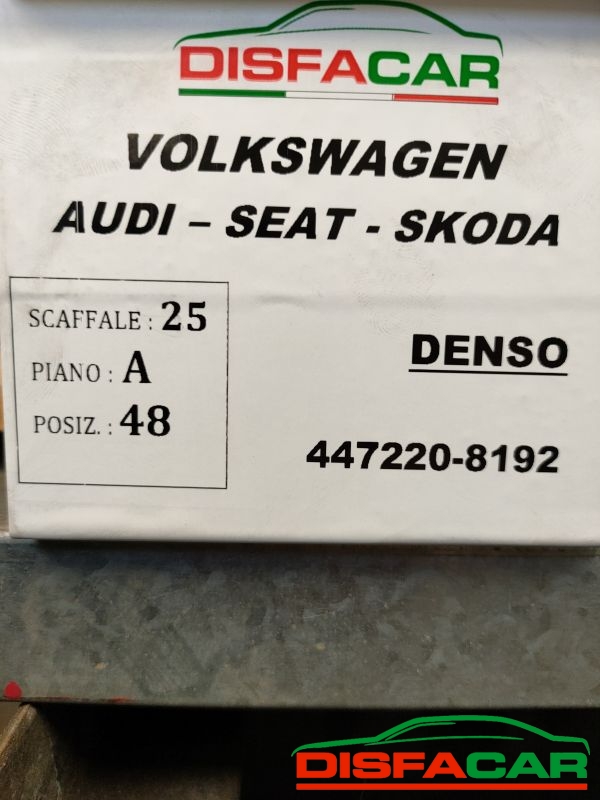 DISFACAR
VOLKSWAGEN
AUDI – SEAT - SKODA
SCAFFALE : 25
PIANO : A
POSIZ. : 48
DENSO
447220-8192
DISFACAR